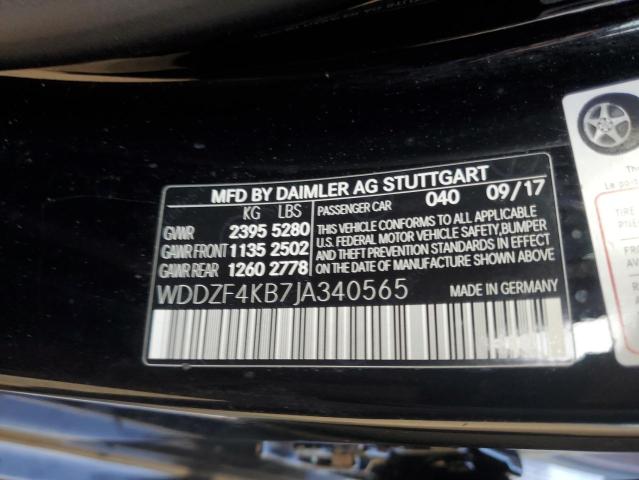 MFD BY DAIMLER AG STUTTGART
KG LBS PASSENGER CAR 040 09/17
GVWR 2395 5280
GAWR FRONT 1135 2502
GAWR REAR 1260 2778
THIS VEHICLE CONFORMS TO ALL APPLICABLE
U.S. FEDERAL MOTOR VEHICLE SAFETY, BUMPER
AND THEFT PREVENTION STANDARDS IN EFFECT
ON THE DATE OF MANUFACTURE SHOWN ABOVE
WDDZF4KB7JA340565 MADE IN GERMANY
Le
TIRE